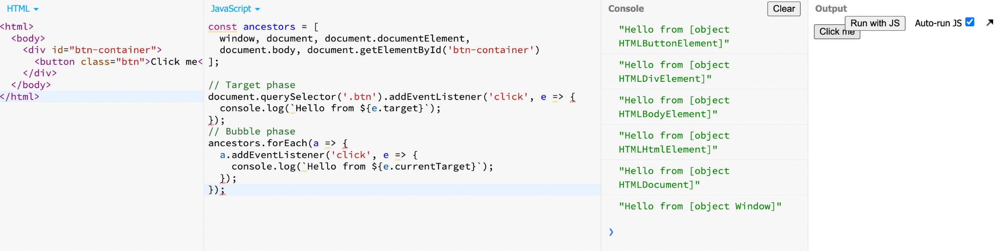 HTML
<html>
<body>
<div id="btn-container">
<button class="btn">Click me<
</div>
</body>
</html>
JavaScript
const ancestors = [
window, document, document.documentElement,
document.body, document.getElementById('btn-container')
];
// Target phase
document.querySelector('.btn').addEventListener('click', e => {
console.log(`Hello from ${e.target}`);
});
// Bubble phase
ancestors.forEach(a => {
a.addEventListener('click', e => {
console.log(`Hello from ${e.currentTarget}`);
});
});
Console
Clear
"Hello from [object
HTMLButtonElement]"
"Hello from [object
HTMLDivElement]"
"Hello from [object
HTMLBodyElement]"
"Hello from [object
HTMLHtmlElement]"
"Hello from [object
HTMLDocument]"
"Hello from [object Window]"
Output
Run with JS
Auto-run JS
Click me